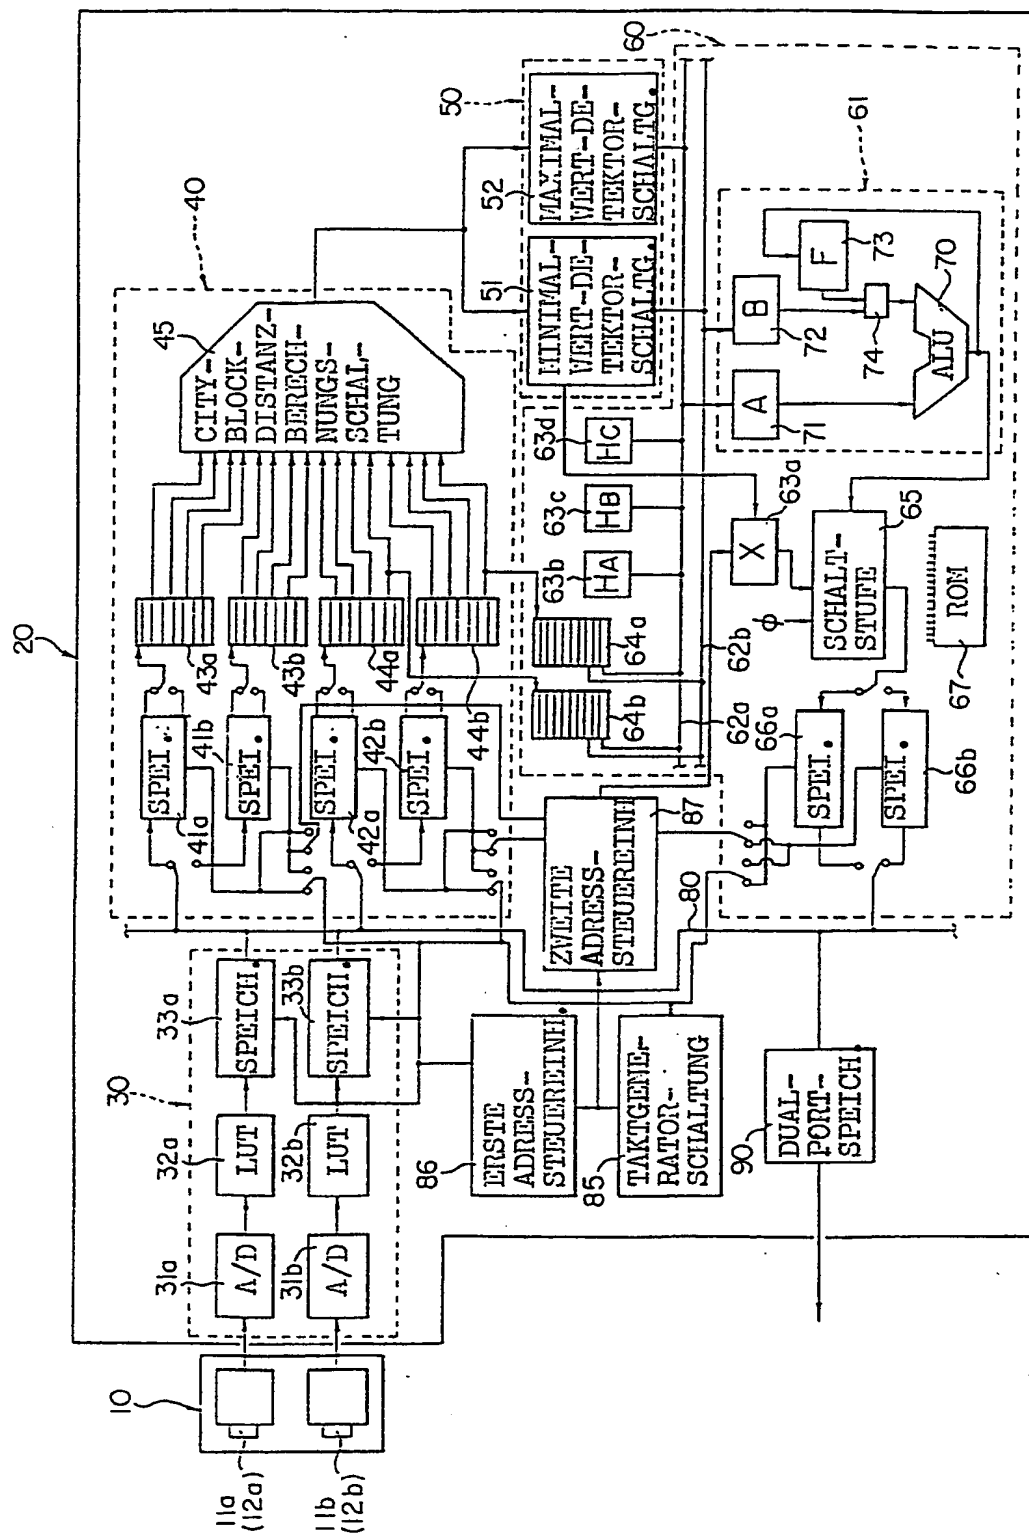 20
10
11a
(12a)
11b
(12b)
30
31a
A/D
32a
LUT
33a
SPEICH.
31b
A/D
32b
LUT
33b
SPEICH.
40
41a
SPEI.
41b
SPEI.
42a
SPEI.
42b
SPEI.
43a
43b
44a
44b
45
CITY-
BLOCK-
DISTANZ-
BERECH-
NUNGS-
SCHAL-
TUNG
50
51
MINIMAL-
WERT-DE-
TEKTOR-
SCHALTG.
52
MAXIMAL-
WERT-DE-
TEKTOR-
SCHALTG.
60
61
62a
62b
63a
X
63b
HA
63c
HB
63d
HC
64a
64b
65
SCHALT-
STUFE
ϕ
66a
SPEI.
66b
SPEI.
67
ROM
70
ALU
71
A
72
B
73
F
74
80
85
TAKTGENE-
RATOR-
SCHALTUNG
86
ERSTE
ADRESS-
STEUEREINH.
87
ZWEITE
ADRESS-
STEUEREINH
90
DUAL-
PORT-
SPEICH.